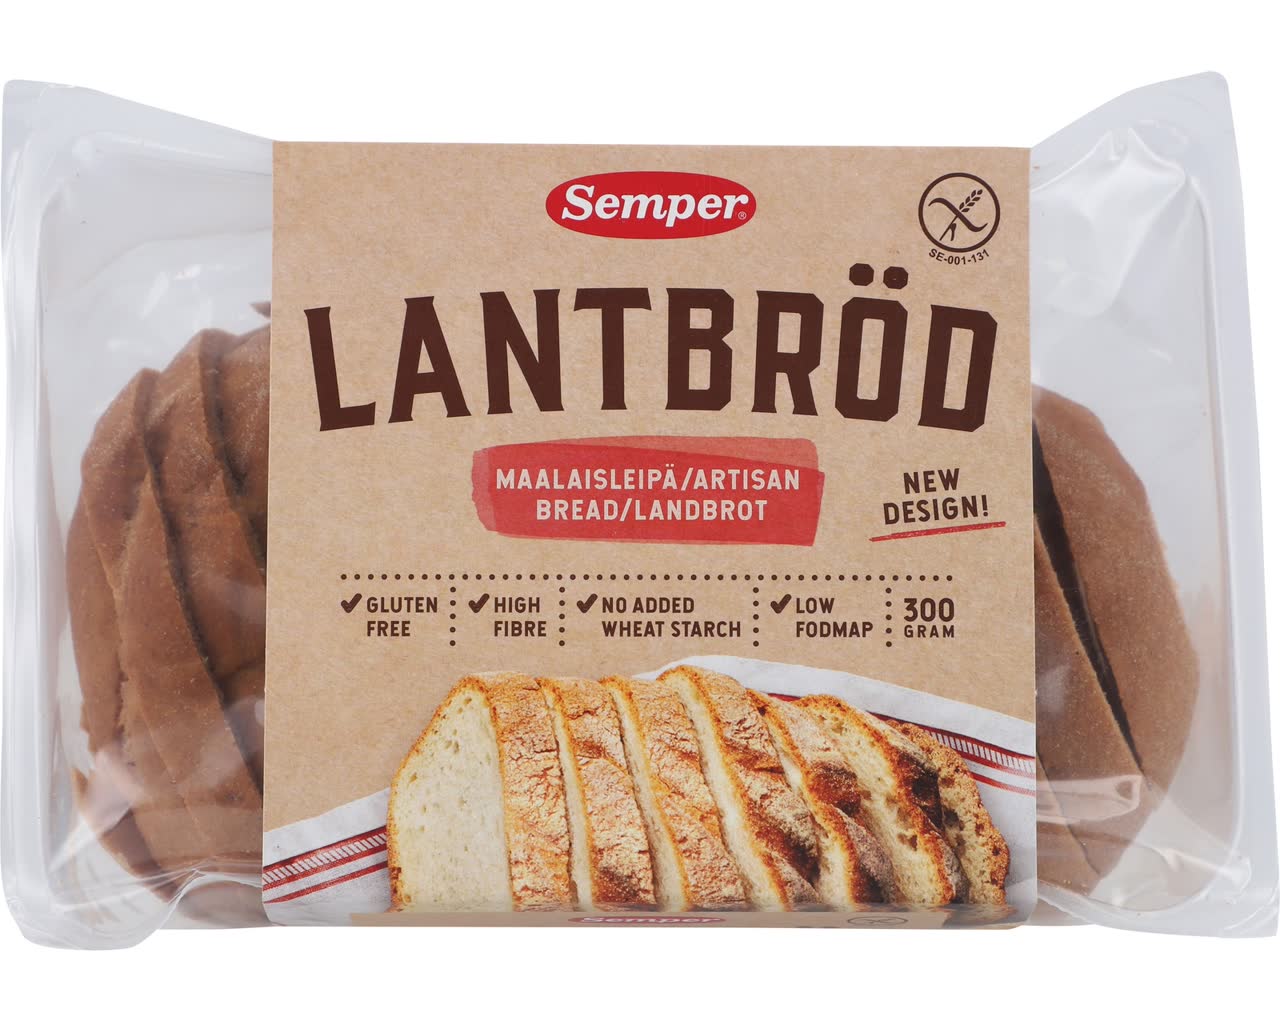 Semper®
SE-001-131
LANTBRÖD
MAALAISLEIPÄ/ARTISAN
BREAD/LANDBROT
NEW
DESIGN!
GLUTEN
FREE
HIGH
FIBRE
NO ADDED
WHEAT STARCH
LOW
FODMAP
300
GRAM
Semper